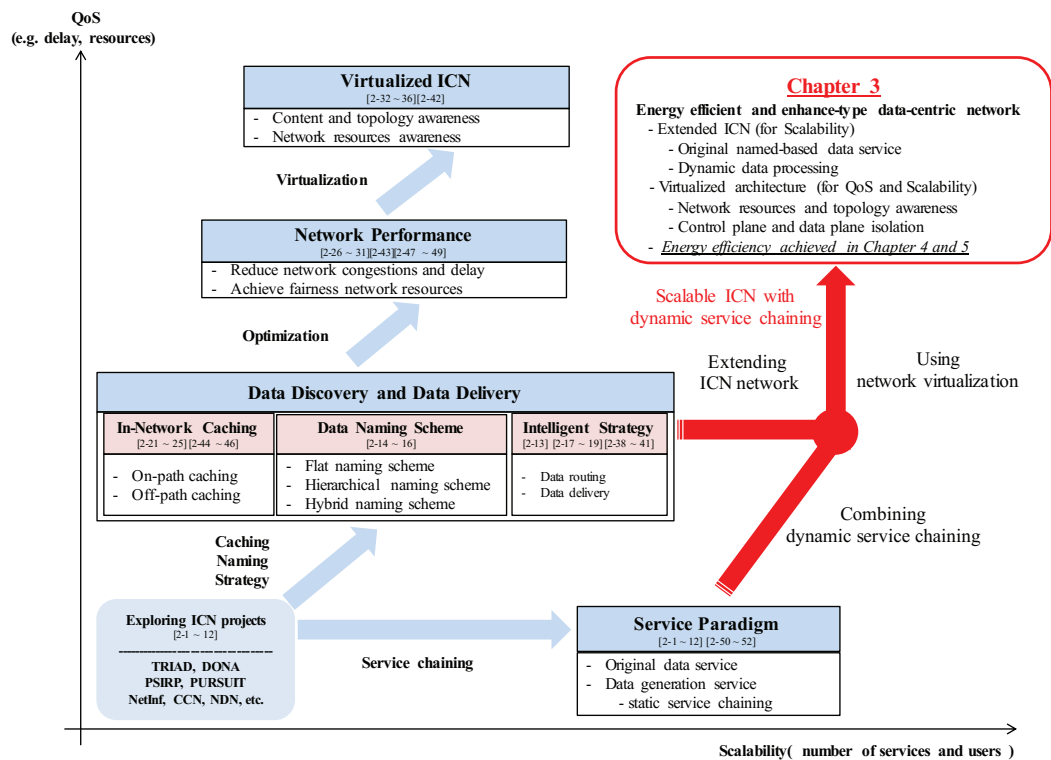 QoS
(e.g. delay, resources)
Virtualized ICN
[2-32 ~ 36][2-42]
- Content and topology awareness
- Network resources awareness
Virtualization
Network Performance
[2-26 ~ 31][2-43][2-47 ~ 49]
- Reduce network congestions and delay
- Achieve fairness network resources
Optimization
Data Discovery and Data Delivery
In-Network Caching
[2-21 ~ 25][2-44 ~ 46]
- On-path caching
- Off-path caching
Data Naming Scheme
[2-14 ~ 16]
- Flat naming scheme
- Hierarchical naming scheme
- Hybrid naming scheme
Intelligent Strategy
[2-13] [2-17 ~ 19][2-38 ~ 41]
- Data routing
- Data delivery
Caching
Naming
Strategy
Exploring ICN projects
[2-1 ~ 12]
TRIAD, DONA
PSIRP, PURSUIT
NetInf, CCN, NDN, etc.
Service chaining
Service Paradigm
[2-1 ~ 12] [2-50 ~ 52]
- Original data service
- Data generation service
- static service chaining
Chapter 3
Energy efficient and enhance-type data-centric network
- Extended ICN (for Scalability)
- Original named-based data service
- Dynamic data processing
- Virtualized architecture (for QoS and Scalability)
- Network resources and topology awareness
- Control plane and data plane isolation
- Energy efficiency achieved in Chapter 4 and 5
Scalable ICN with
dynamic service chaining
Extending
ICN network
Using
network virtualization
Combining
dynamic service chaining
Scalability( number of services and users )